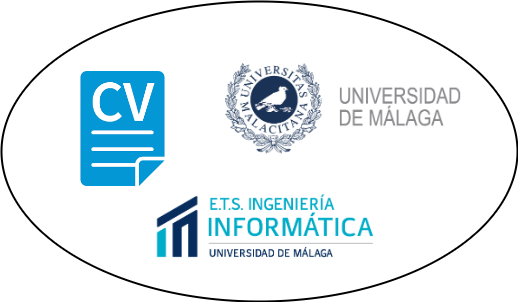 CV
UNIVERSITAS
MALACITANA
UNIVERSIDAD
DE MÁLAGA
E.T.S. INGENIERÍA
INFORMÁTICA
UNIVERSIDAD DE MÁLAGA